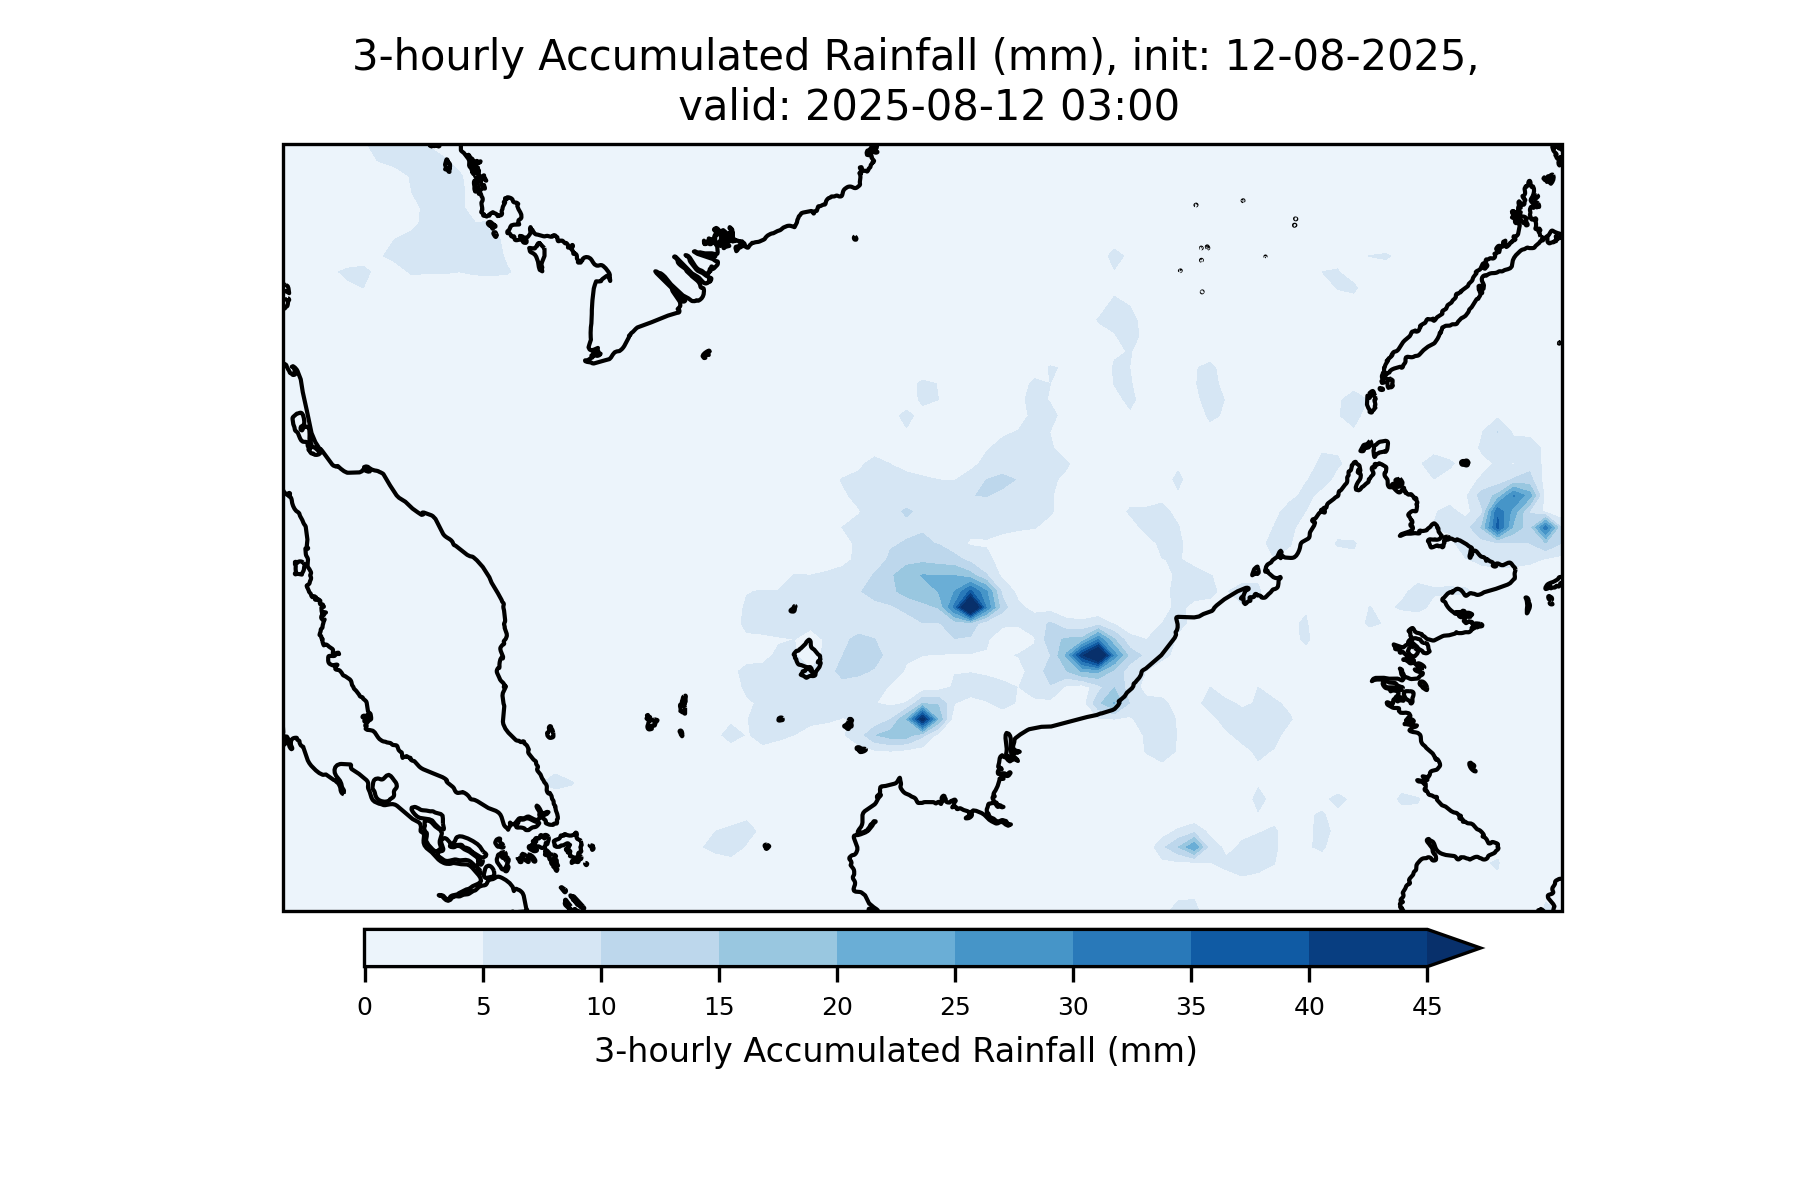 3-hourly Accumulated Rainfall (mm), init: 12-08-2025,
valid: 2025-08-12 03:00
0 5 10 15 20 25 30 35 40 45
3-hourly Accumulated Rainfall (mm)